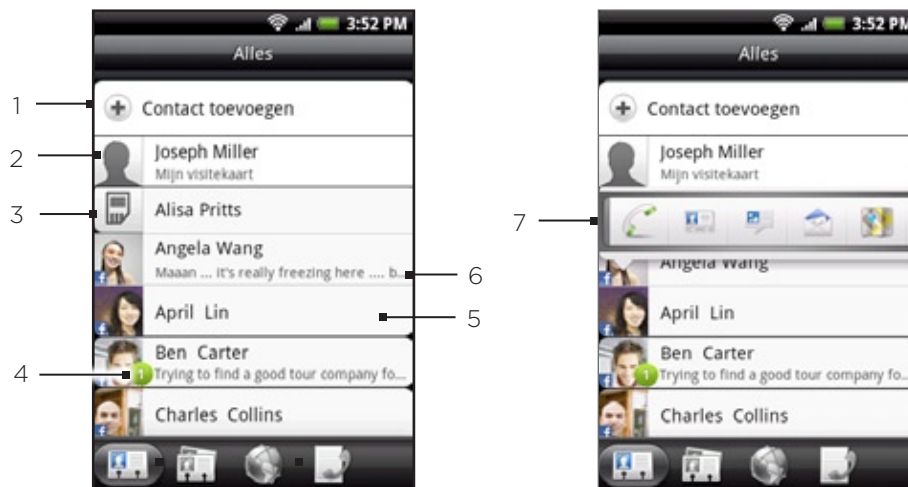 3:52 PM
Alles
1
Contact toevoegen
2
Joseph Miller
Mijn visitekaart
3
Alisa Pritts
Angela Wang
Maaan ... it's really freezing here .... b...
6
April Lin
5
Ben Carter
4
1
Trying to find a good tour company fo...
Charles Collins
3:52 PM
Alles
Contact toevoegen
Joseph Miller
Mijn visitekaart
7
Angela Wang
April Lin
Ben Carter
1
Trying to find a good tour company fo...
Charles Collins